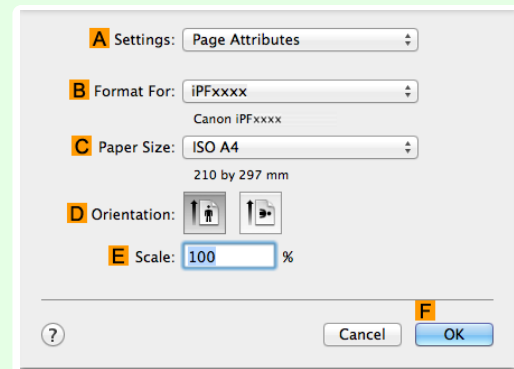 A Settings: Page Attributes
B Format For: iPFxxxx
Canon iPFxxxx
C Paper Size: ISO A4
210 by 297 mm
D Orientation:
E Scale: 100 %
F
? Cancel OK